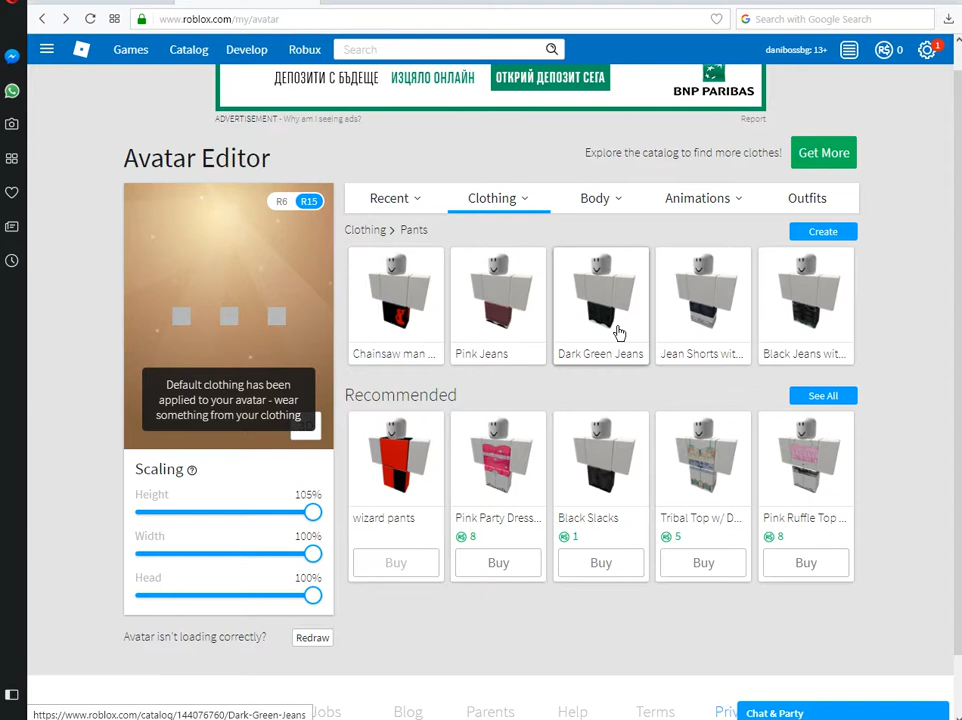 www.roblox.com/my/avatar
Search with Google Search
Games Catalog Develop Robux Search danibossbg: 13+ R$ 0 1
ДЕПОЗИТИ С БЪДЕЩЕ ИЗЦЯЛО ОНЛАЙН ОТКРИЙ ДЕПОЗИТ СЕГА
BNP PARIBAS
ADVERTISEMENT - Why am I seeing ads? Report
Avatar Editor
Explore the catalog to find more clothes! Get More
R6 R15
Recent Clothing Body Animations Outfits
Clothing > Pants Create
Chainsaw man ... Pink Jeans Dark Green Jeans Jean Shorts wit... Black Jeans wit...
Default clothing has been
applied to your avatar - wear
something from your clothing
Recommended See All
wizard pants Pink Party Dress... Black Slacks Tribal Top w/ D... Pink Ruffle Top ...
R$ 8 R$ 1 R$ 5 R$ 8
Buy Buy Buy Buy Buy
Scaling
Height 105%
Width 100%
Head 100%
Avatar isn't loading correctly? Redraw
https://www.roblox.com/catalog/144076760/Dark-Green-Jeans
Jobs Blog Parents Help Terms
Chat & Party